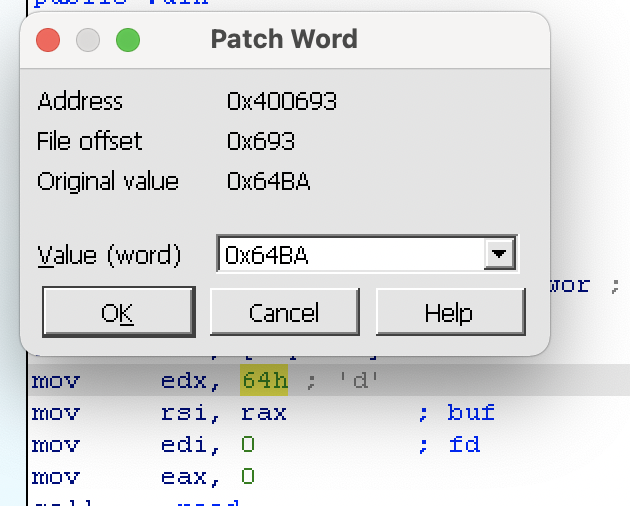 Patch Word
Address 0x400693
File offset 0x693
Original value 0x64BA
Value (word) 0x64BA
wor ;
OK Cancel Help
mov edx, 64h ; 'd'
mov rsi, rax ; buf
mov edi, 0 ; fd
mov eax, 0